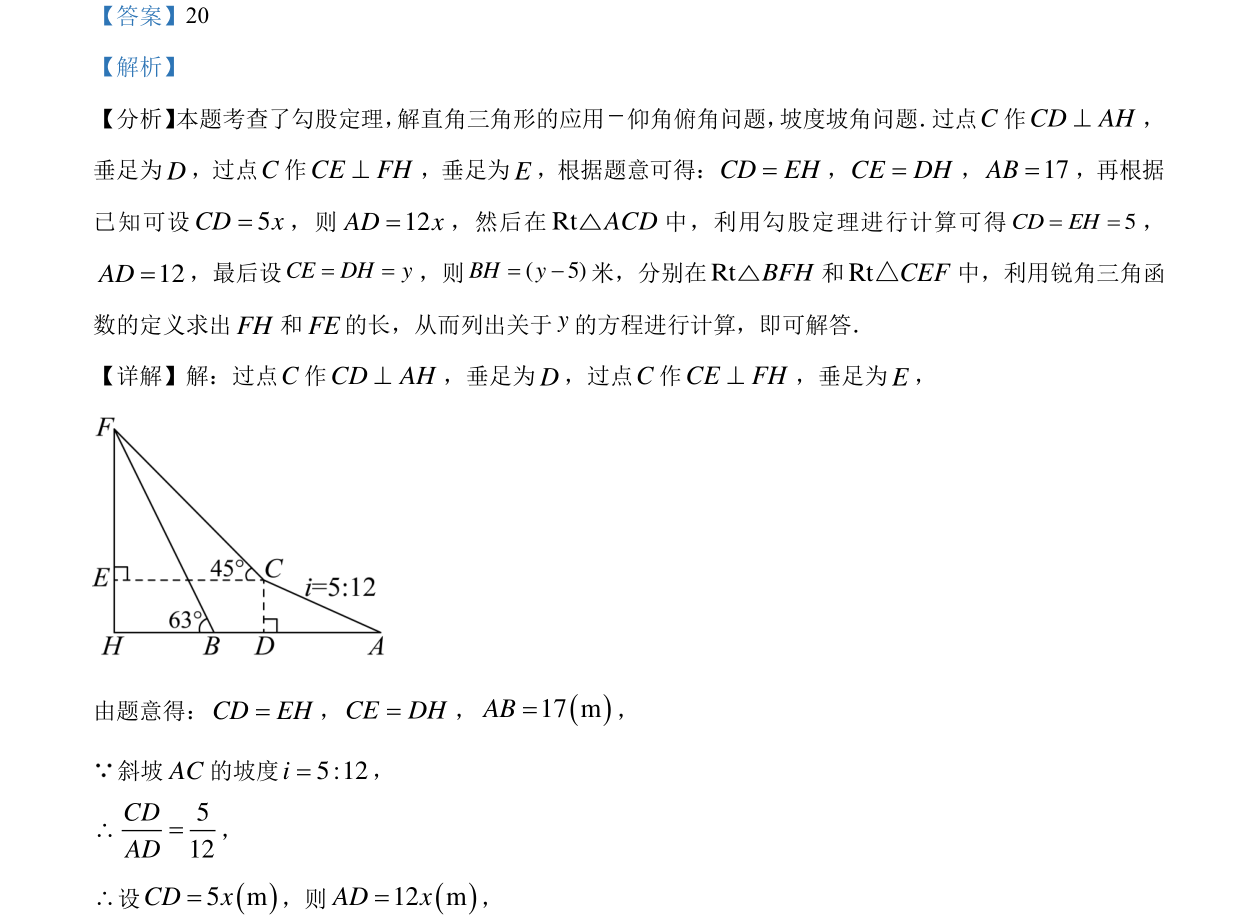 【答案】20
【解析】
【分析】本题考查了勾股定理，解直角三角形的应用－仰角俯角问题，坡度坡角问题．过点C作CD⊥AH，
垂足为D，过点C作CE⊥FH，垂足为E，根据题意可得：CD=EH，CE=DH，AB=17，再根据
已知可设CD=5x，则AD=12x，然后在Rt△ACD中，利用勾股定理进行计算可得CD=EH=5，
AD=12，最后设CE=DH=y，则BH=(y−5)米，分别在Rt△BFH和Rt△CEF中，利用锐角三角函
数的定义求出FH和FE的长，从而列出关于y的方程进行计算，即可解答．
【详解】解：过点C作CD⊥AH，垂足为D，过点C作CE⊥FH，垂足为E，
F
E 45° C
i=5:12
63°
H B D A
由题意得：CD=EH，CE=DH，AB=17(m)，
∵斜坡AC的坡度i=5:12，
∴CD/AD=5/12，
∴设CD=5x(m)，则AD=12x(m)，